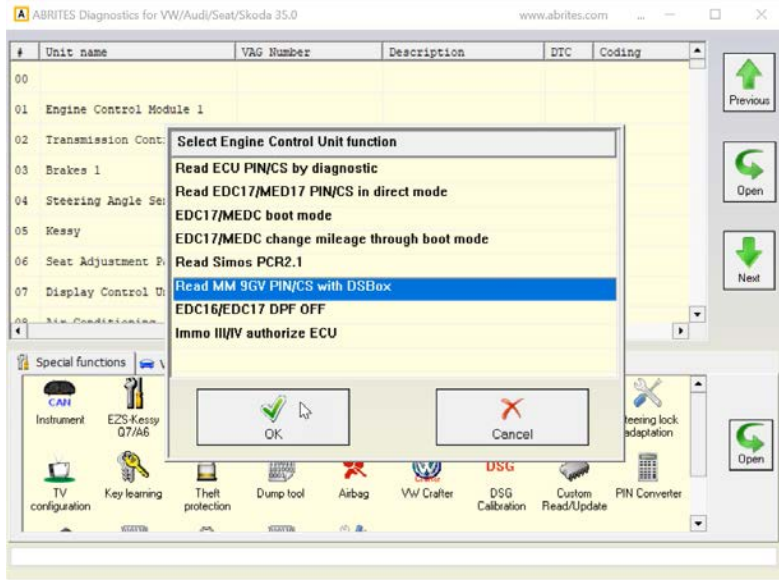 ABRITES Diagnostics for VW/Audi/Seat/Skoda 35.0 www.abrites.com ...
# Unit name VAG Number Description DTC Coding
00
01 Engine Control Module 1
02 Transmission Cont
03 Brakes 1
04 Steering Angle Se
05 Kessy
06 Seat Adjustment P
07 Display Control U
Previous
Open
Next
Select Engine Control Unit function
Read ECU PIN/CS by diagnostic
Read EDC17/MED17 PIN/CS in direct mode
EDC17/MEDC boot mode
EDC17/MEDC change mileage through boot mode
Read Simos PCR2.1
Read MM 9GV PIN/CS with DSBox
EDC16/EDC17 DPF OFF
Immo III/IV authorize ECU
OK Cancel
Special functions
CAN
Instrument
EZS-Kessy
Q7/A6
teering lock
adaptation
Open
TV
configuration
Key learning
Theft
protection
Dump tool
Airbag
VW Crafter
DSG
DSG
Calibration
Custom
Read/Update
PIN Converter